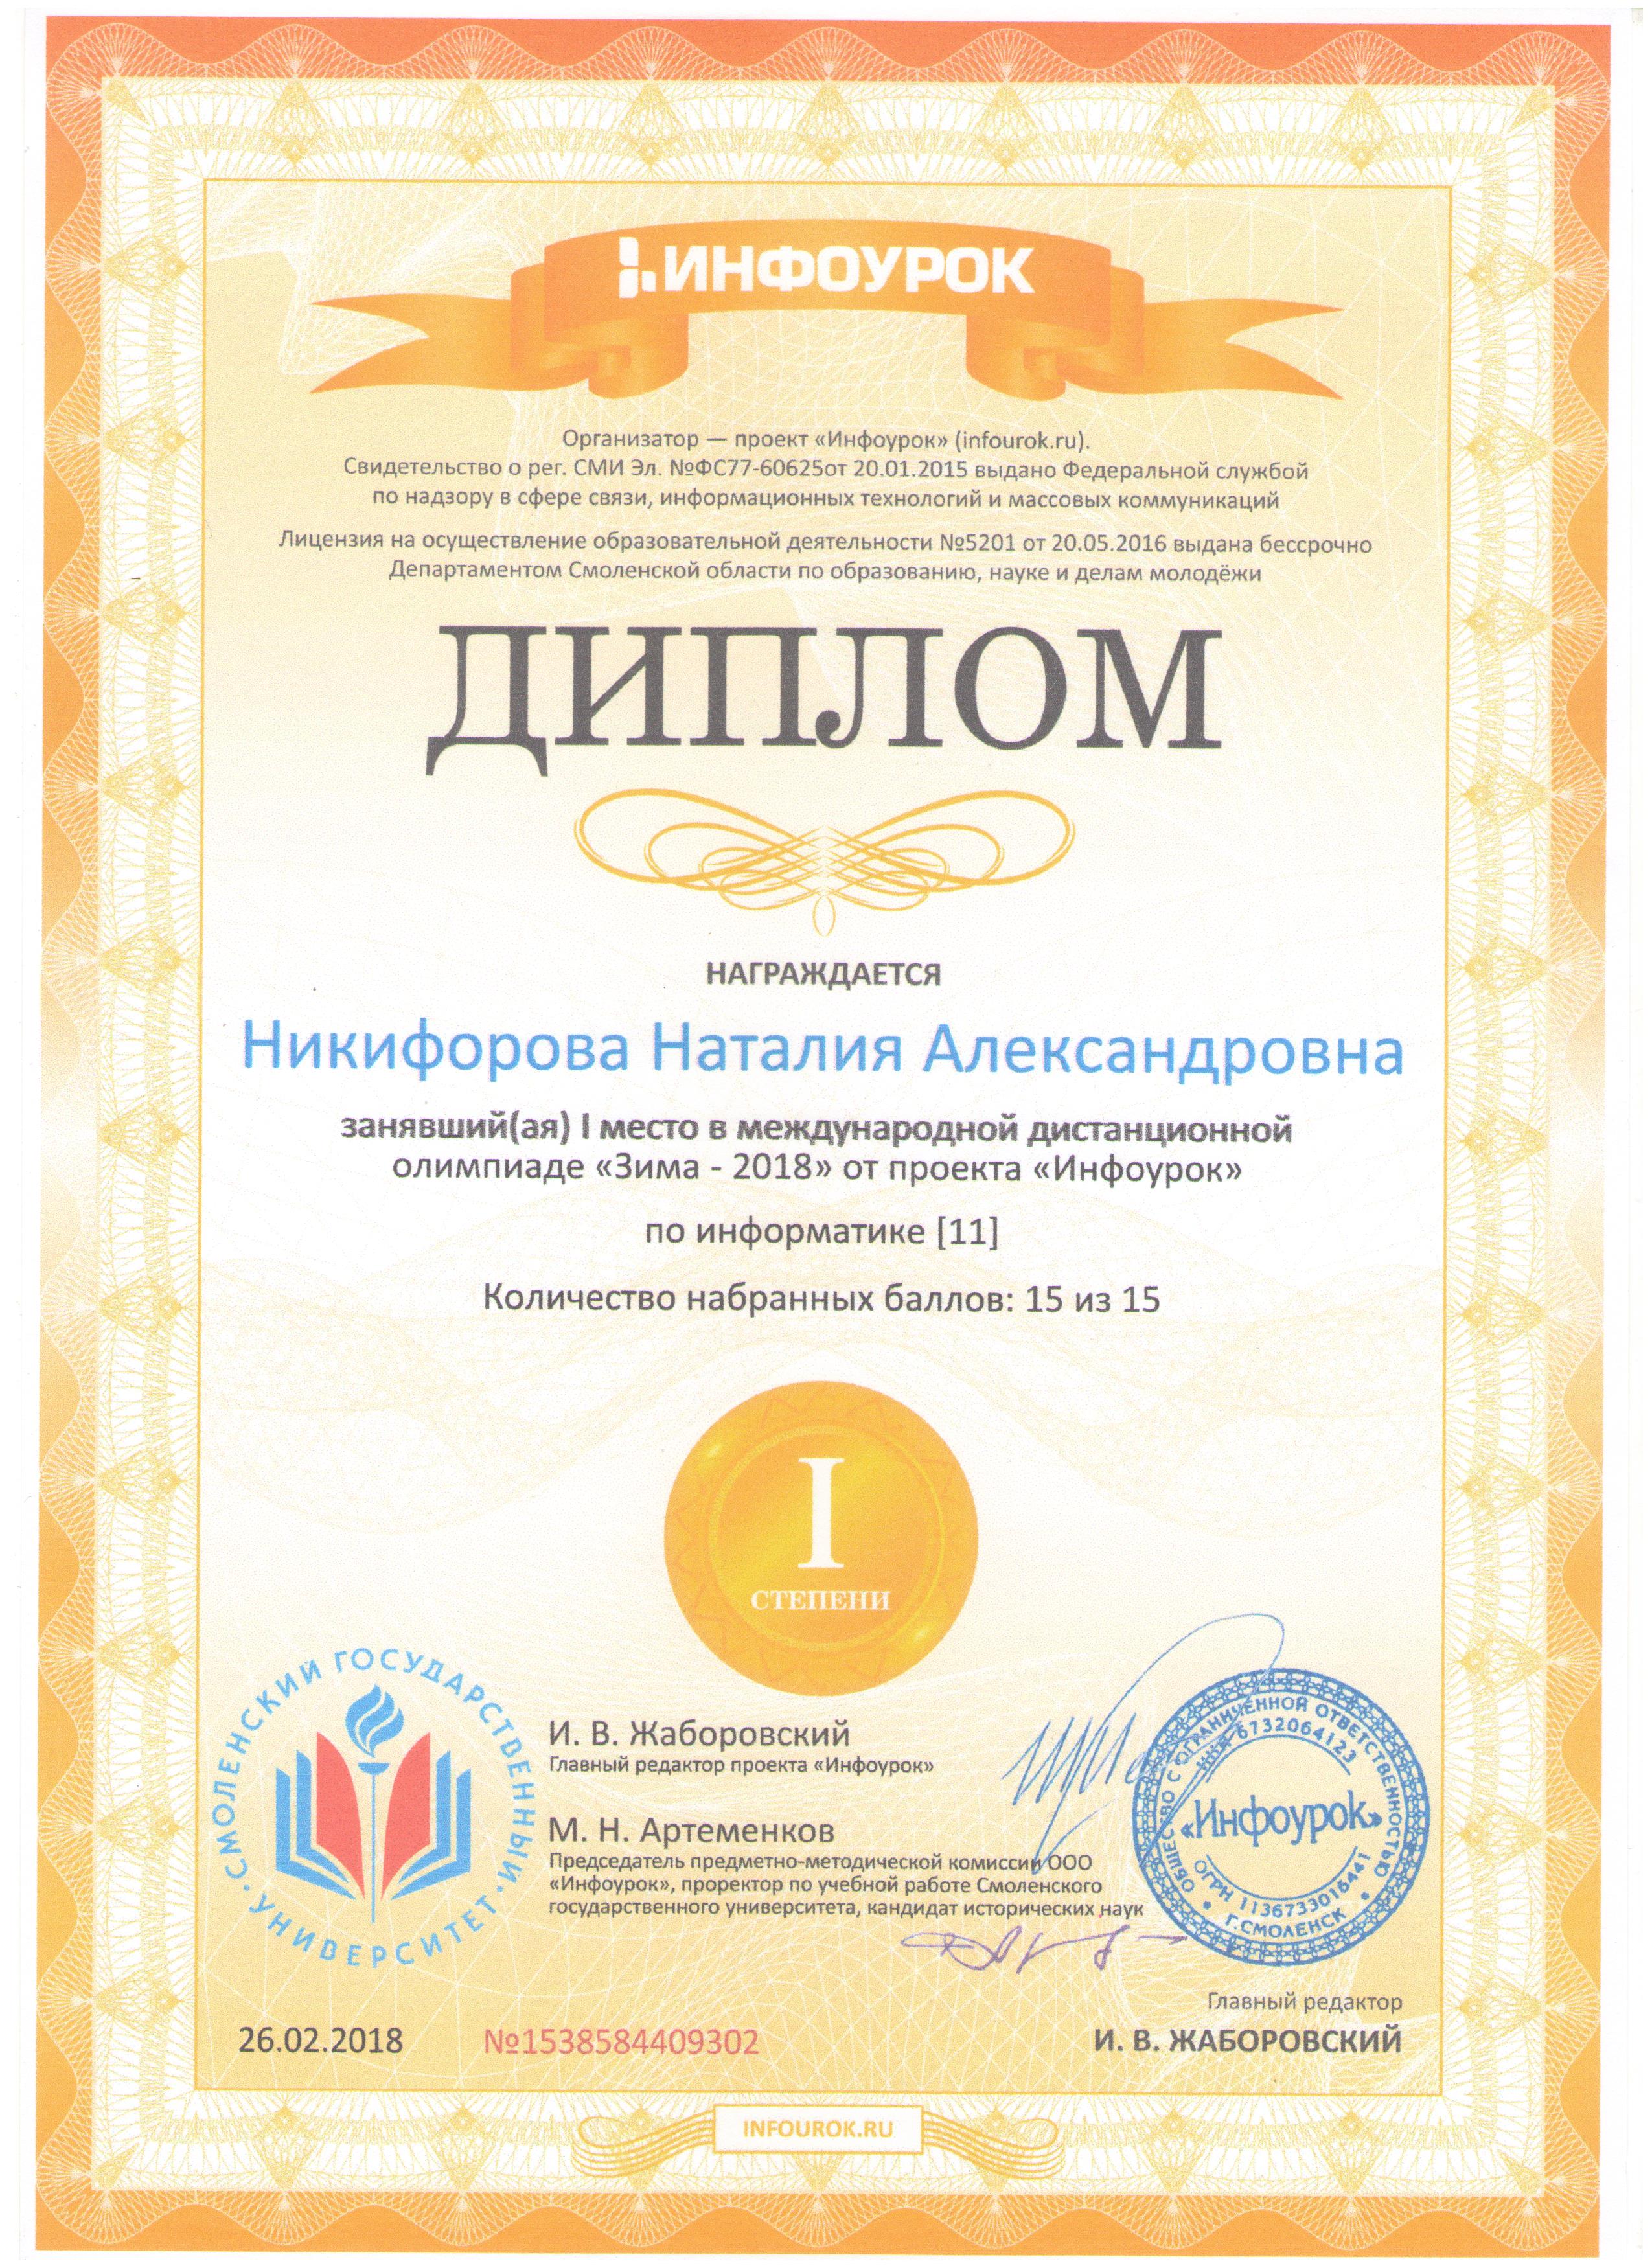 ИНФОУРОК
Организатор — проект «Инфоурок» (infourok.ru).
Свидетельство о рег. СМИ Эл. №ФС77-60625от 20.01.2015 выдано Федеральной службой
по надзору в сфере связи, информационных технологий и массовых коммуникаций
Лицензия на осуществление образовательной деятельности №5201 от 20.05.2016 выдана бессрочно
Департаментом Смоленской области по образованию, науке и делам молодёжи
ДИПЛОМ
НАГРАЖДАЕТСЯ
Никифорова Наталия Александровна
занявший(ая) I место в международной дистанционной
олимпиаде «Зима - 2018» от проекта «Инфоурок»
по информатике [11]
Количество набранных баллов: 15 из 15
I
СТЕПЕНИ
СМОЛЕНСКИЙ ГОСУДАРСТВЕННЫЙ
УНИВЕРСИТЕТ
И. В. Жаборовский
Главный редактор проекта «Инфоурок»
М. Н. Артеменков
Председатель предметно-методической комиссии ООО
«Инфоурок», проректор по учебной работе Смоленского
государственного университета, кандидат исторических наук
ОБЩЕСТВО С ОГРАНИЧЕННОЙ ОТВЕТСТВЕННОСТЬЮ
ИНН 6732064123
«Инфоурок»
ОГРН 1136733016441
Г.СМОЛЕНСК
Главный редактор
26.02.2018 №1538584409302 И. В. ЖАБОРОВСКИЙ
INFOUROK.RU